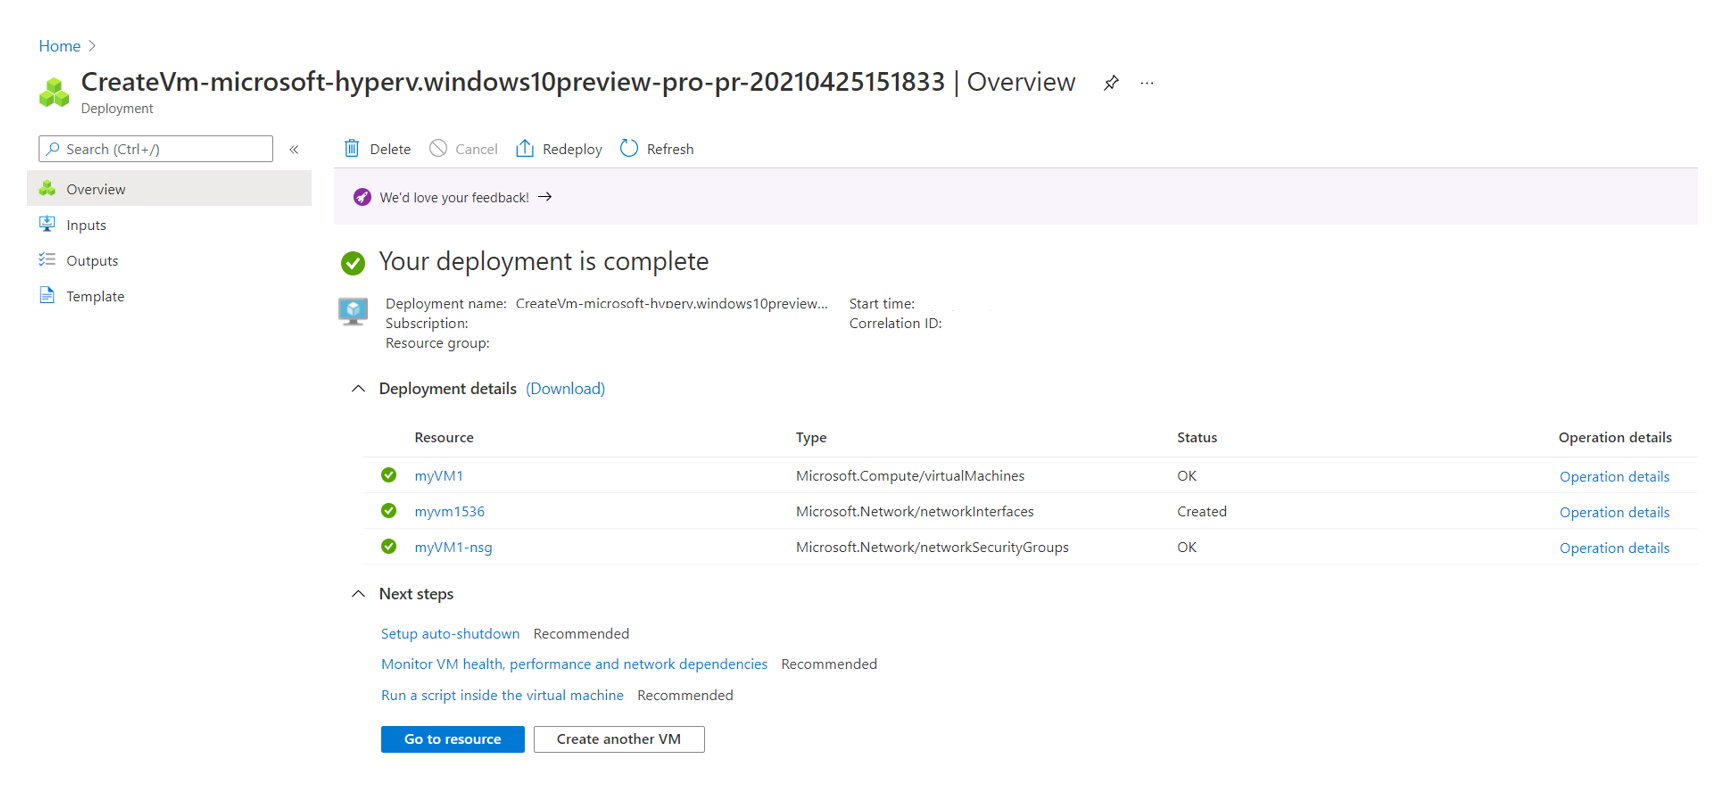 Home
CreateVm-microsoft-hyperv.windows10preview-pro-pr-20210425151833 | Overview
Deployment
Search (Ctrl+/)
Delete Cancel Redeploy Refresh
Overview
Inputs
Outputs
Template
We'd love your feedback! →
Your deployment is complete
Deployment name: CreateVm-microsoft-hyperv.windows10preview... Start time:
Subscription: Correlation ID:
Resource group:
Deployment details (Download)
Resource Type Status Operation details
myVM1 Microsoft.Compute/virtualMachines OK Operation details
myvm1536 Microsoft.Network/networkInterfaces Created Operation details
myVM1-nsg Microsoft.Network/networkSecurityGroups OK Operation details
Next steps
Setup auto-shutdown Recommended
Monitor VM health, performance and network dependencies Recommended
Run a script inside the virtual machine Recommended
Go to resource Create another VM